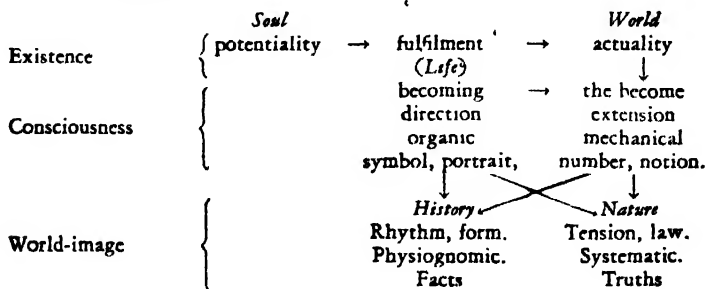 Soul World
Existence potiality → fulfilment → actuality
(Life)
Consciousness becoming → the become
direction extension
organic mechanical
symbol, portrait, number, notion.
History Nature
World-image Rhythm, form. Tension, law.
Physiognomic. Systematic.
Facts Truths